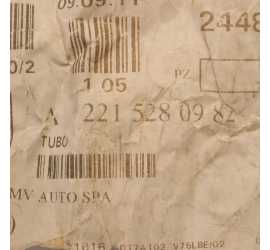 09.09.11
2448
0/2
1 05
PZ.
A 221 528 09 82
TUBO
MV AUTO SPA
)